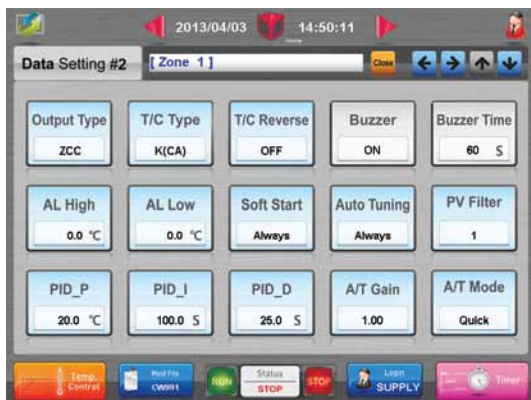 2013/04/03 14:50:11
Home
Data Setting #2 [ Zone 1 ] Close
Output Type T/C Type T/C Reverse Buzzer Buzzer Time
ZCC K(CA) OFF ON 60 S
AL High AL Low Soft Start Auto Tuning PV Filter
0.0 ℃ 0.0 ℃ Always Always 1
PID_P PID_I PID_D A/T Gain A/T Mode
20.0 ℃ 100.0 S 25.0 S 1.00 Quick
Temp. Control Mold File RUN Status STOP Login Timer
STOP SUPPLY